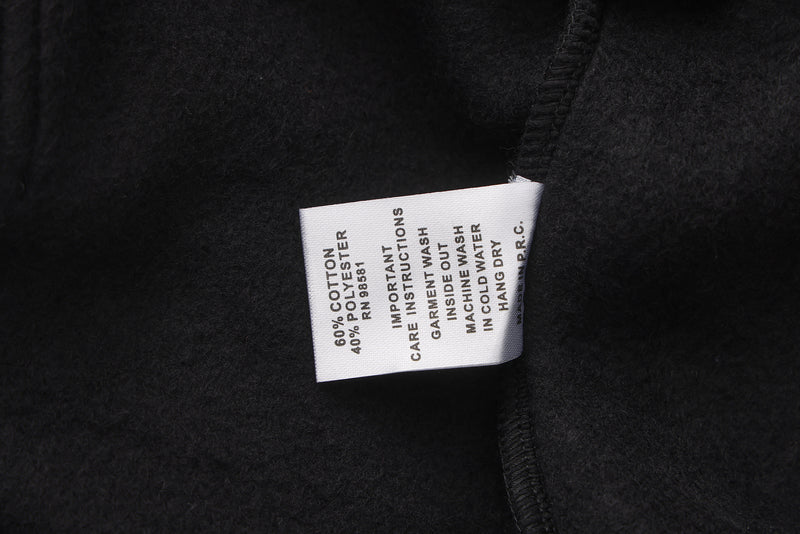 60% COTTON
40% POLYESTER
RN 98581
IMPORTANT
CARE INSTRUCTIONS
GARMENT WASH
INSIDE OUT
MACHINE WASH
IN COLD WATER
HANG DRY
MADE IN P.R.C.